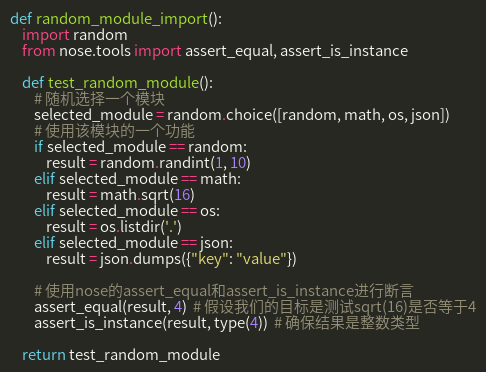 def random_module_import():
    import random
    from nose.tools import assert_equal, assert_is_instance

    def test_random_module():
        # 随机选择一个模块
        selected_module = random.choice([random, math, os, json])
        # 使用该模块的一个功能
        if selected_module == random:
            result = random.randint(1, 10)
        elif selected_module == math:
            result = math.sqrt(16)
        elif selected_module == os:
            result = os.listdir('.')
        elif selected_module == json:
            result = json.dumps({"key": "value"})

        # 使用nose的assert_equal和assert_is_instance进行断言
        assert_equal(result, 4)  # 假设我们的目标是测试sqrt(16)是否等于4
        assert_is_instance(result, type(4))  # 确保结果是整数类型

    return test_random_module